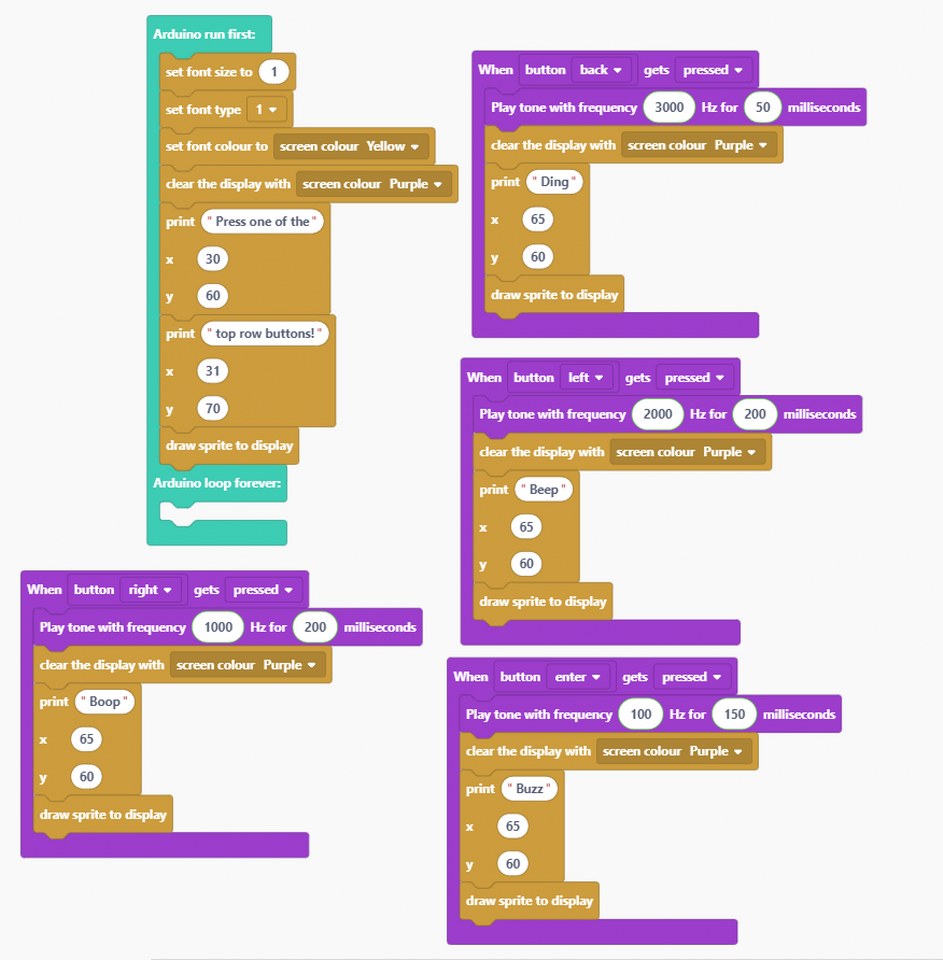 Arduino run first:
set font size to 1
set font type 1
set font colour to screen colour Yellow
clear the display with screen colour Purple
print " Press one of the "
x 30
y 60
print " top row buttons! "
x 31
y 70
draw sprite to display
Arduino loop forever:
When button back gets pressed
Play tone with frequency 3000 Hz for 50 milliseconds
clear the display with screen colour Purple
print " Ding "
x 65
y 60
draw sprite to display
When button left gets pressed
Play tone with frequency 2000 Hz for 200 milliseconds
clear the display with screen colour Purple
print " Beep "
x 65
y 60
draw sprite to display
When button right gets pressed
Play tone with frequency 1000 Hz for 200 milliseconds
clear the display with screen colour Purple
print " Boop "
x 65
y 60
draw sprite to display
When button enter gets pressed
Play tone with frequency 100 Hz for 150 milliseconds
clear the display with screen colour Purple
print " Buzz "
x 65
y 60
draw sprite to display